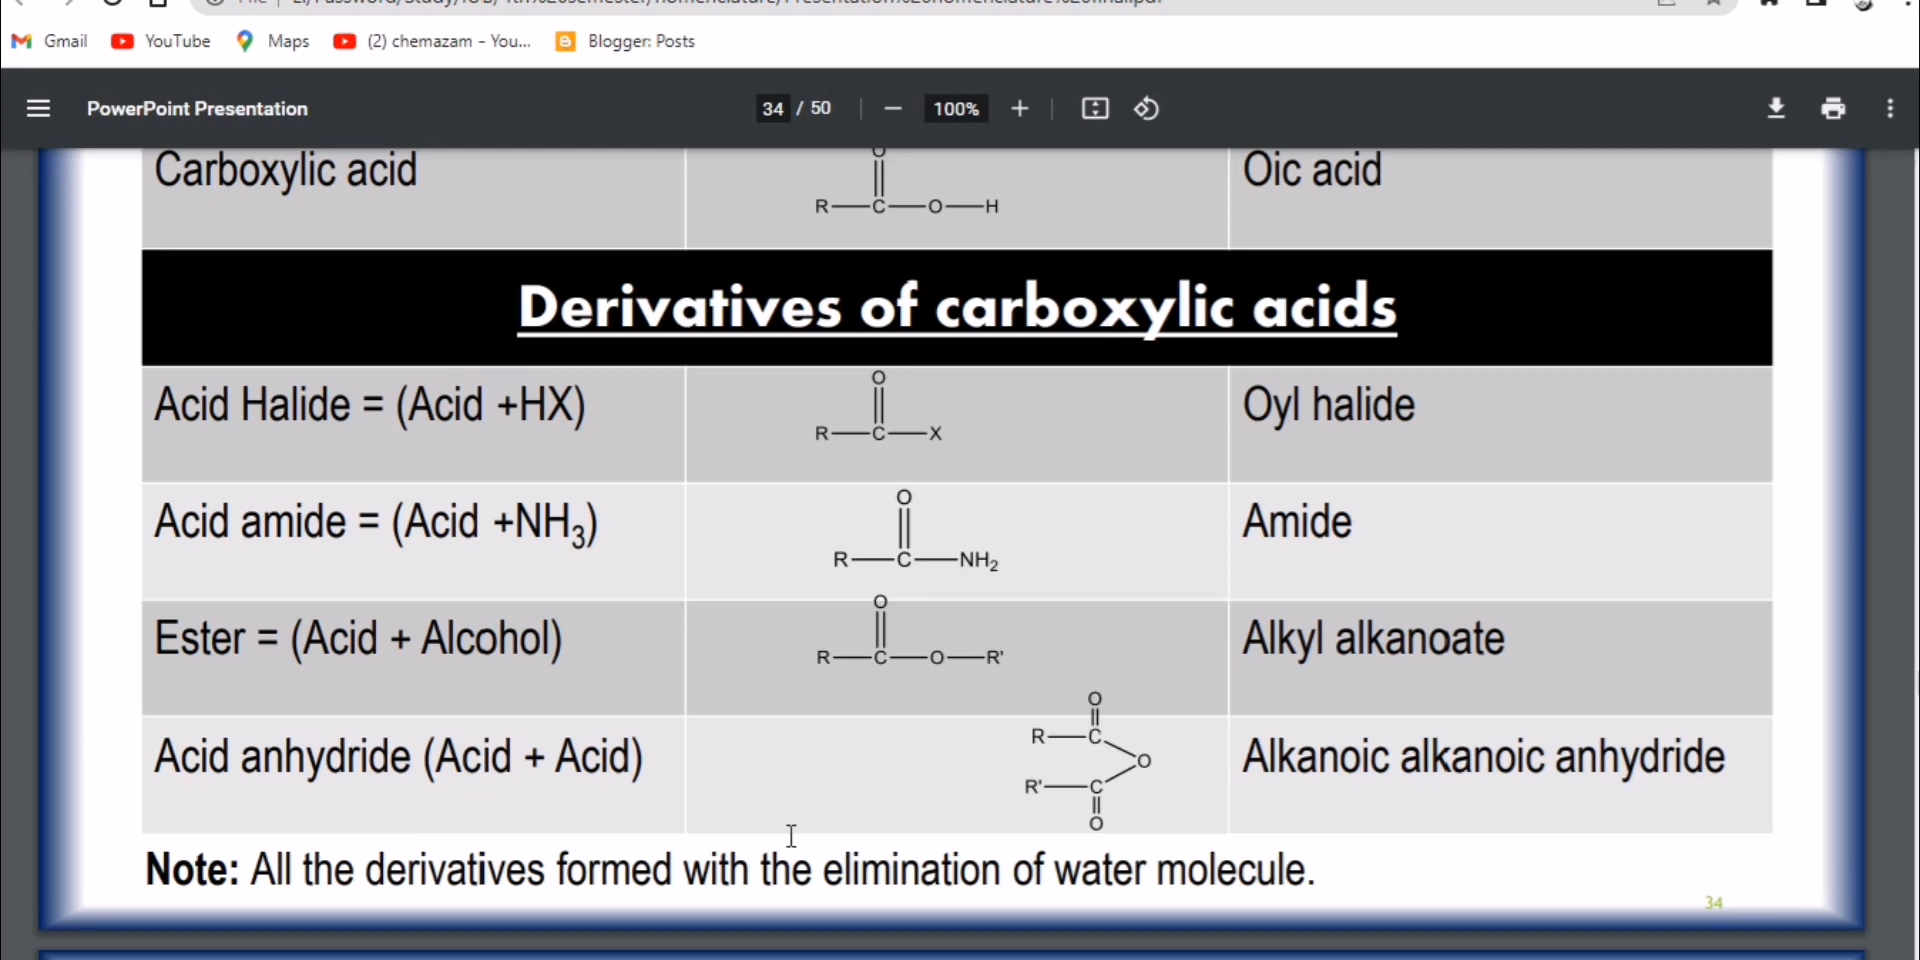 Gmail YouTube Maps (2) chemazam - You... Blogger: Posts
PowerPoint Presentation 34 / 50 100%
Carboxylic acid
O
R C O H
Oic acid
Derivatives of carboxylic acids
Acid Halide = (Acid +HX)
O
R C X
Oyl halide
Acid amide = (Acid +NH₃)
O
R C NH₂
Amide
Ester = (Acid + Alcohol)
O
R C O R'
Alkyl alkanoate
Acid anhydride (Acid + Acid)
O
R C
O
R' C
O
Alkanoic alkanoic anhydride
Note: All the derivatives formed with the elimination of water molecule.
34